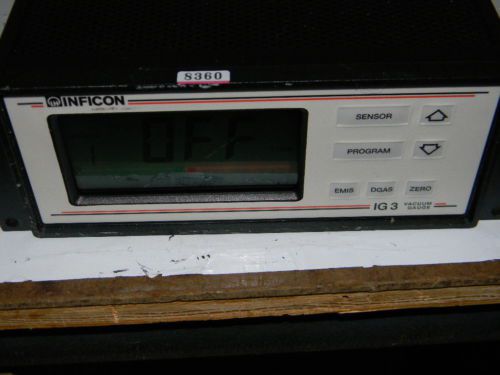 8360
INFICON
OFF
SENSOR
PROGRAM
EMIS DGAS ZERO
IG 3 VACUUM
GAUGE